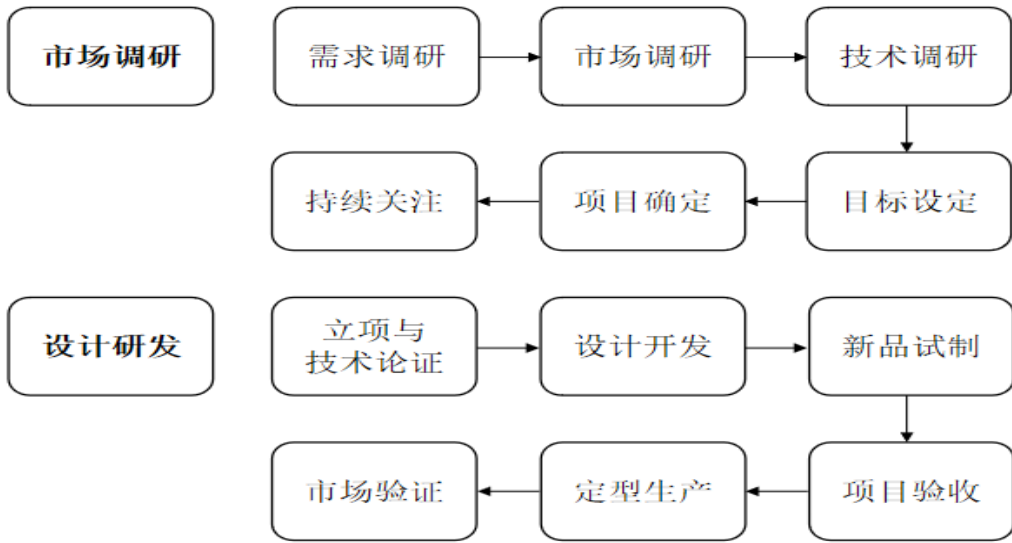 市场调研
需求调研
市场调研
技术调研
持续关注
项目确定
目标设定
设计研发
立项与
技术论证
设计开发
新品试制
市场验证
定型生产
项目验收